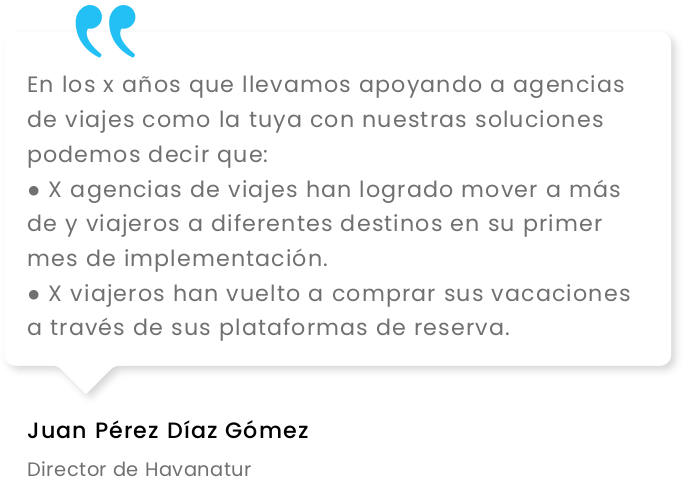 En los x años que llevamos apoyando a agencias
de viajes como la tuya con nuestras soluciones
podemos decir que:
● X agencias de viajes han logrado mover a más
de y viajeros a diferentes destinos en su primer
mes de implementación.
● X viajeros han vuelto a comprar sus vacaciones
a través de sus plataformas de reserva.
Juan Pérez Díaz Gómez
Director de Havanatur